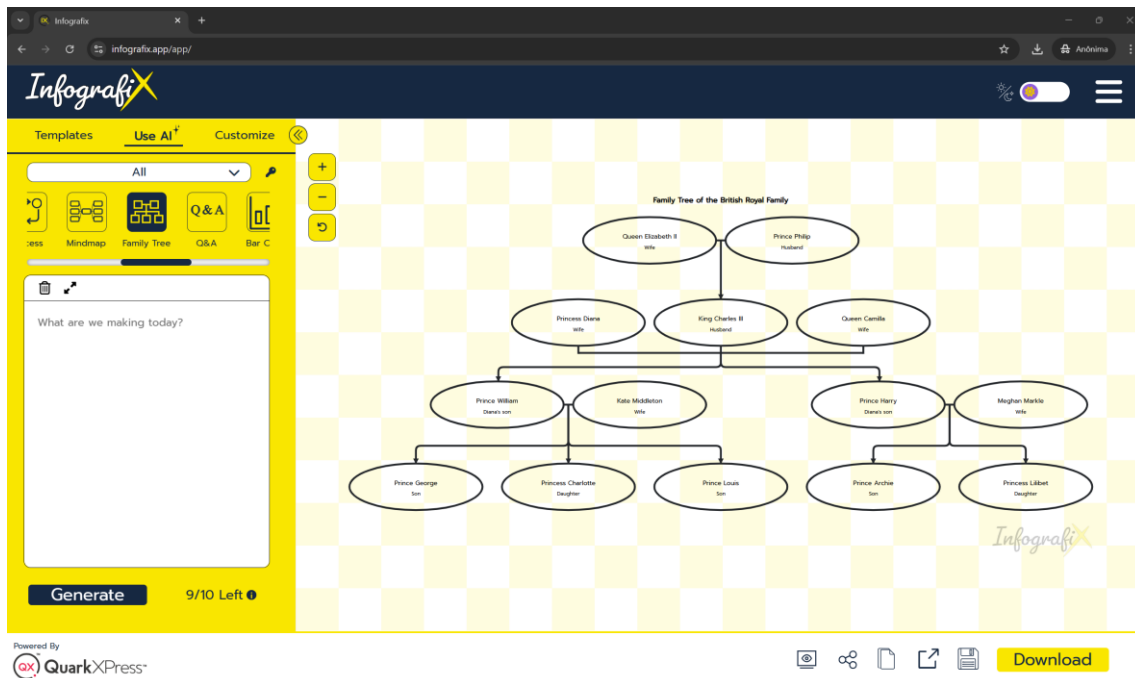 Infografix
infografix.app/app/
Anônima
InfografiX
Templates
Use AI
Customize
All
cess
Mindmap
Family Tree
Q&A
Q&A
Bar C
What are we making today?
Generate
9/10 Left
Family Tree of the British Royal Family
Queen Elizabeth II
Wife
Prince Philip
Husband
Princess Diana
Wife
King Charles III
Husband
Queen Camilla
Wife
Prince William
Diana's son
Kate Middleton
Wife
Prince Harry
Diana's son
Meghan Markle
Wife
Prince George
Son
Princess Charlotte
Daughter
Prince Louis
Son
Prince Archie
Son
Princess Lilibet
Daughter
InfografiX
Powered By
QX QuarkXPress
Download